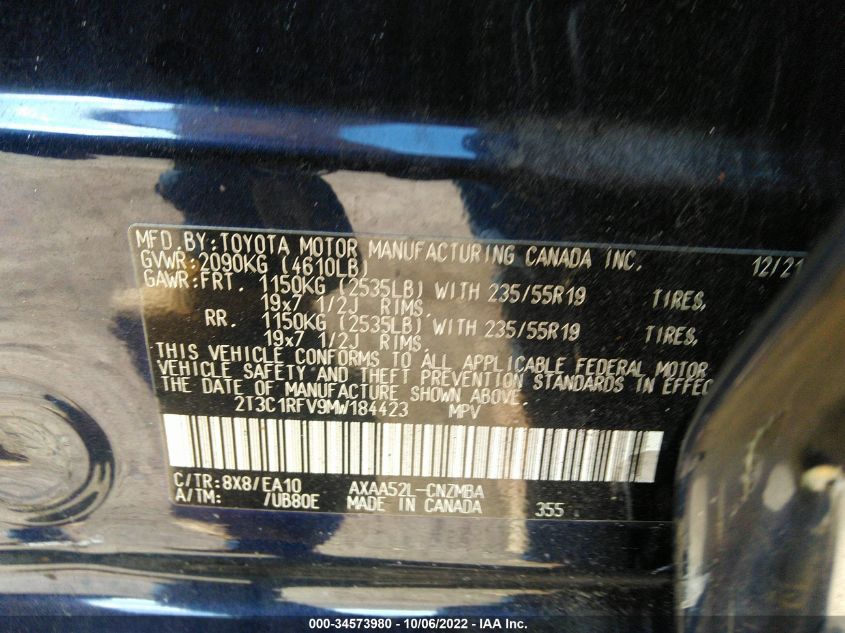 MFD. BY: TOYOTA MOTOR MANUFACTURING CANADA INC. 12/21
GVWR: 2090KG (4610LB)
GAWR: FRT. 1150KG (2535LB) WITH 235/55R19 TIRES,
19x7 1/2J RIMS.
RR. 1150KG (2535LB) WITH 235/55R19 TIRES,
19x7 1/2J RIMS.
THIS VEHICLE CONFORMS TO ALL APPLICABLE FEDERAL MOTOR
VEHICLE SAFETY AND THEFT PREVENTION STANDARDS IN EFFEC
THE DATE OF MANUFACTURE SHOWN ABOVE.
2T3C1RFV9MW184423 MPV
C/TR: 8X8/EA10 AXAA52L-CNZMBA
A/TM: /UB80E MADE IN CANADA 355
000-34573980 - 10/06/2022 - IAA Inc.